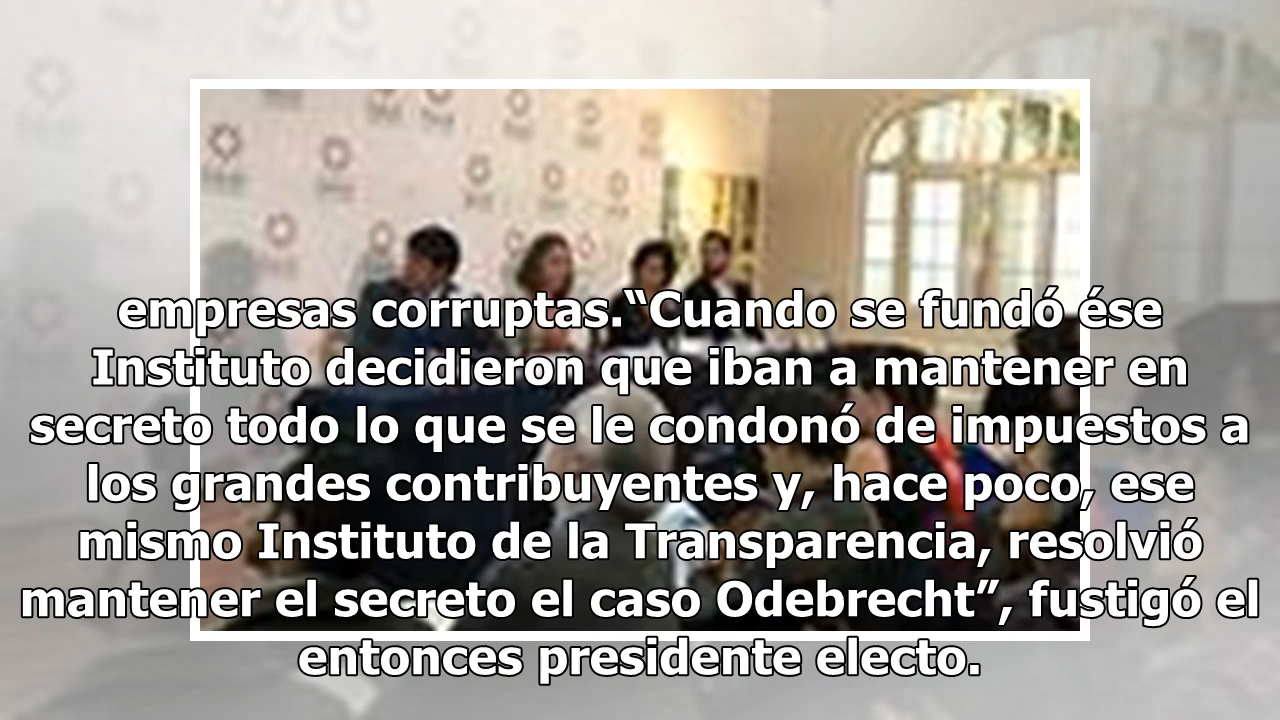 empresas corruptas.“Cuando se fundó ése
Instituto decidieron que iban a mantener en
secreto todo lo que se le condonó de impuestos a
los grandes contribuyentes y, hace poco, ese
mismo Instituto de la Transparencia, resolvió
mantener el secreto el caso Odebrecht”, fustigó el
entonces presidente electo.